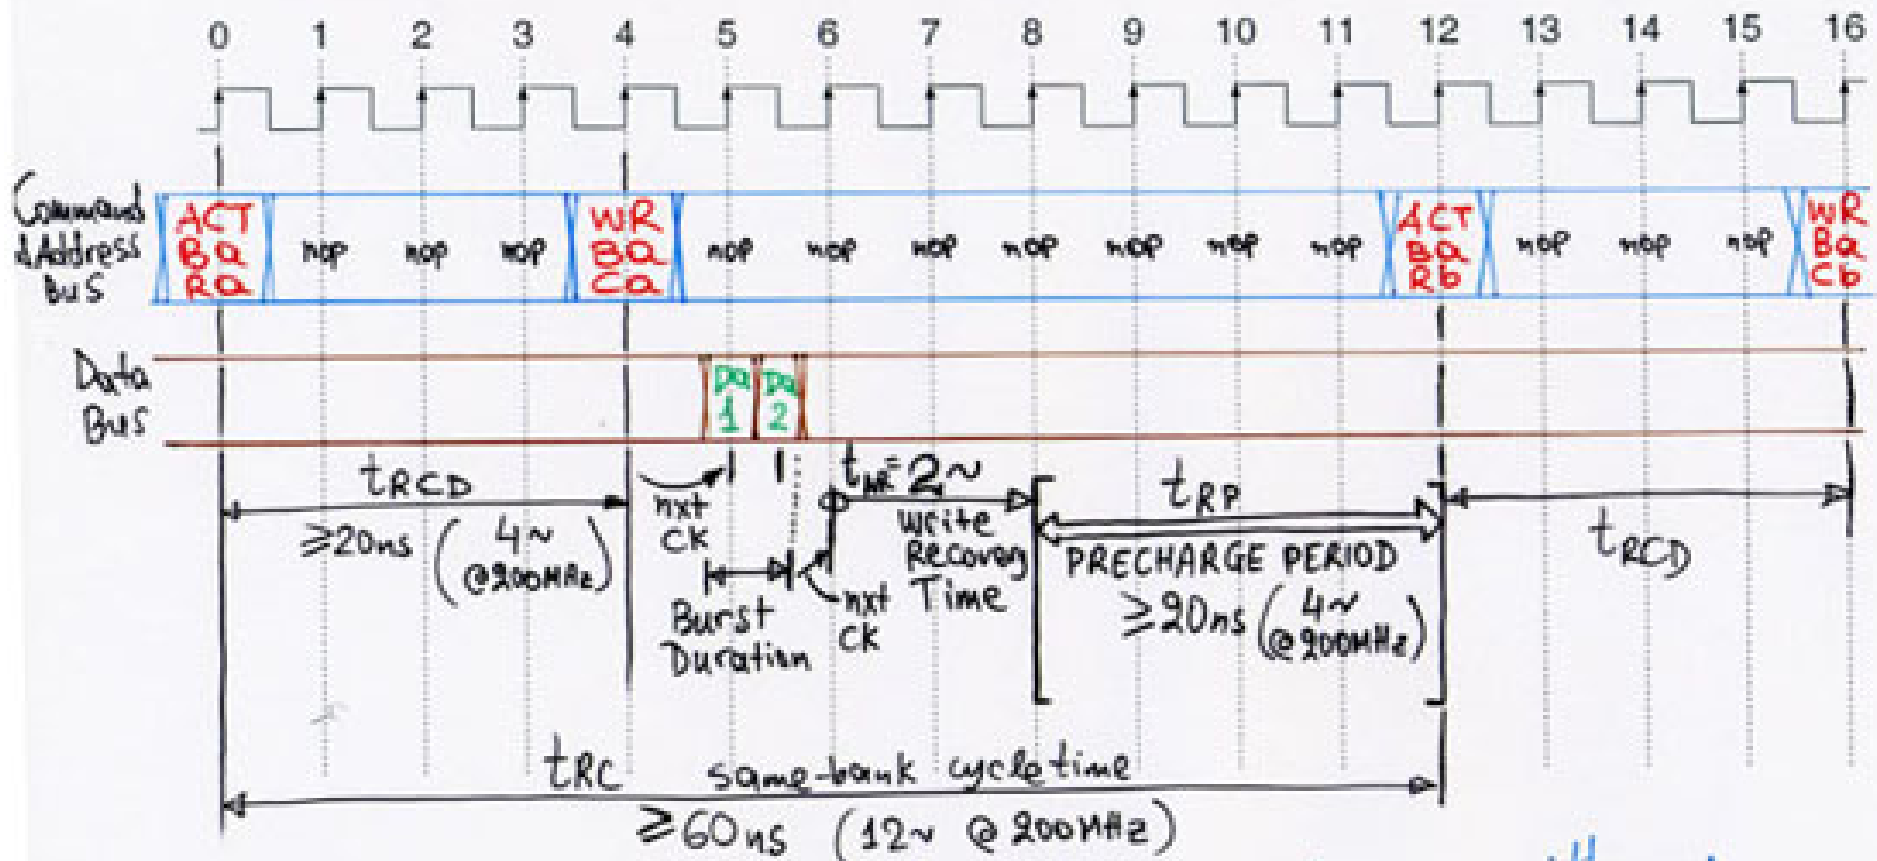 0 1 2 3 4 5 6 7 8 9 10 11 12 13 14 15 16
Command
& Address
Bus
ACT
Ba
Ra
nop nop nop
WR
Ba
Ca
nop nop nop nop nop nop nop
ACT
Ba
Rb
nop nop nop
WR
Ba
Cb
Data
Bus
Da
1
Da
2
tRCD
≥20ns (4~
@200MHz)
nxt
CK
Burst
Duration
nxt
CK
tWR=2~
Write
Recovery
Time
tRP
PRECHARGE PERIOD
≥20ns (4~
@200MHz)
tRCD
tRC same-bank cycle time
≥60ns (12~ @ 200MHz)